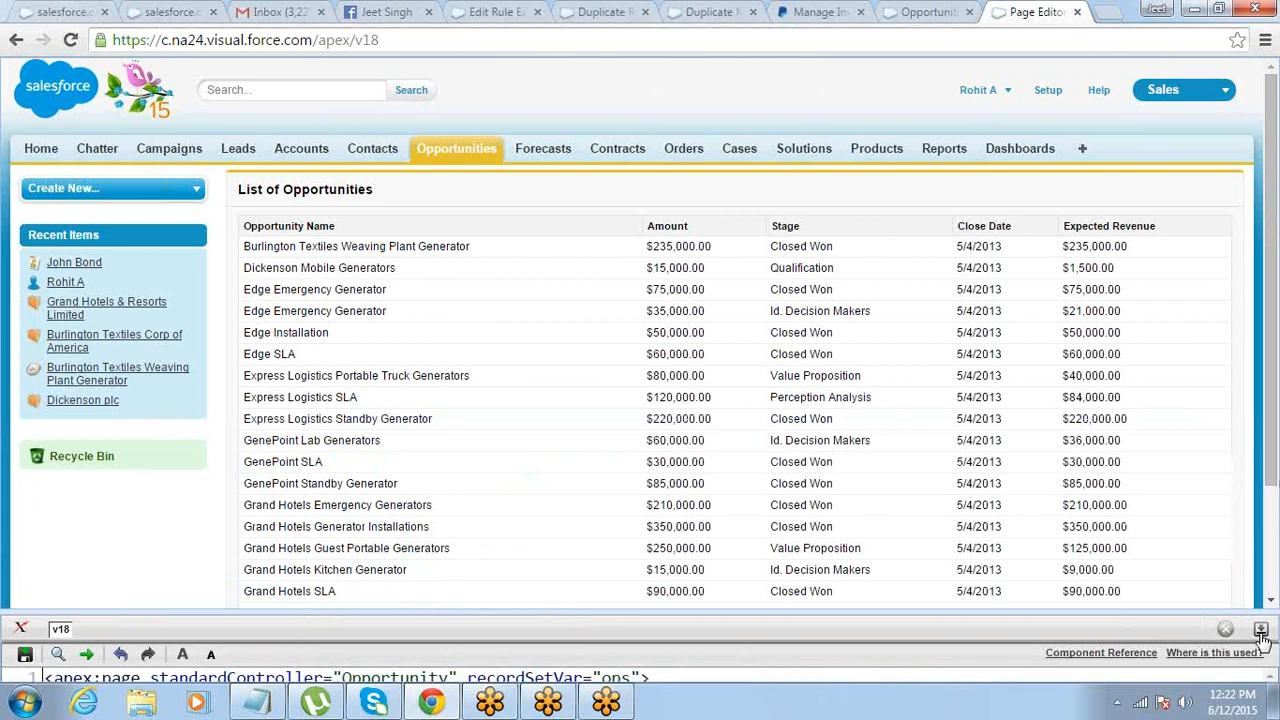 salesforce.c
salesforce.c
Inbox (3,22
Jeet Singh
Edit Rule E
Duplicate R
Duplicate M
Manage Inv
Opportunit
Page Editor
Jeet
https://c.na24.visual.force.com/apex/v18
salesforce
15
Search...
Search
Rohit A
Setup
Help
Sales
Home
Chatter
Campaigns
Leads
Accounts
Contacts
Opportunities
Forecasts
Contracts
Orders
Cases
Solutions
Products
Reports
Dashboards
+
Create New...
Recent Items
John Bond
Rohit A
Grand Hotels & Resorts
Limited
Burlington Textiles Corp of
America
Burlington Textiles Weaving
Plant Generator
Dickenson plc
Recycle Bin
List of Opportunities
Opportunity Name Amount Stage Close Date Expected Revenue
Burlington Textiles Weaving Plant Generator $235,000.00 Closed Won 5/4/2013 $235,000.00
Dickenson Mobile Generators $15,000.00 Qualification 5/4/2013 $1,500.00
Edge Emergency Generator $75,000.00 Closed Won 5/4/2013 $75,000.00
Edge Emergency Generator $35,000.00 Id. Decision Makers 5/4/2013 $21,000.00
Edge Installation $50,000.00 Closed Won 5/4/2013 $50,000.00
Edge SLA $60,000.00 Closed Won 5/4/2013 $60,000.00
Express Logistics Portable Truck Generators $80,000.00 Value Proposition 5/4/2013 $40,000.00
Express Logistics SLA $120,000.00 Perception Analysis 5/4/2013 $84,000.00
Express Logistics Standby Generator $220,000.00 Closed Won 5/4/2013 $220,000.00
GenePoint Lab Generators $60,000.00 Id. Decision Makers 5/4/2013 $36,000.00
GenePoint SLA $30,000.00 Closed Won 5/4/2013 $30,000.00
GenePoint Standby Generator $85,000.00 Closed Won 5/4/2013 $85,000.00
Grand Hotels Emergency Generators $210,000.00 Closed Won 5/4/2013 $210,000.00
Grand Hotels Generator Installations $350,000.00 Closed Won 5/4/2013 $350,000.00
Grand Hotels Guest Portable Generators $250,000.00 Value Proposition 5/4/2013 $125,000.00
Grand Hotels Kitchen Generator $15,000.00 Id. Decision Makers 5/4/2013 $9,000.00
Grand Hotels SLA $90,000.00 Closed Won 5/4/2013 $90,000.00
v18
A
A
Component Reference
Where is this used?
1 <apex:page standardController="Opportunity" recordSetVar="ops">
12:22 PM
6/12/2015